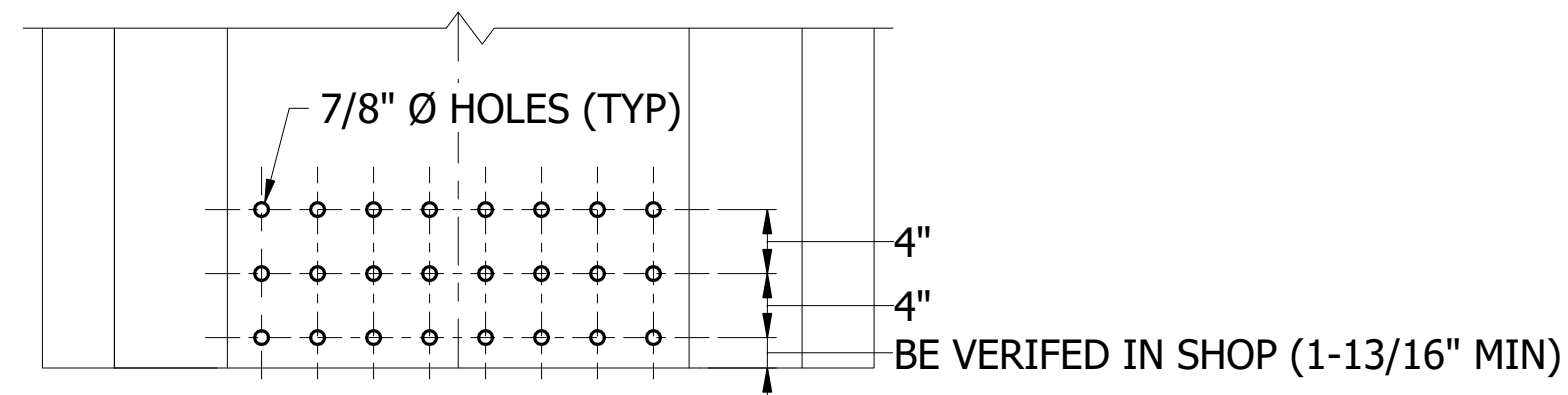 7/8" Ø HOLES (TYP)
4"
4"
BE VERIFED IN SHOP (1-13/16" MIN)